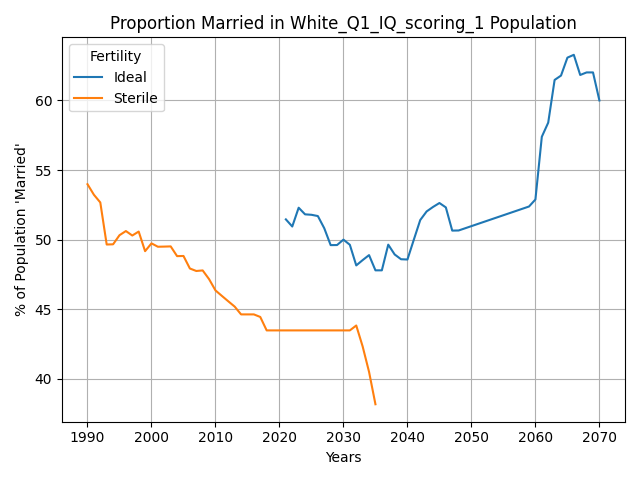 Proportion Married in White_Q1_IQ_scoring_1 Population
Fertility
Ideal
Sterile
% of Population 'Married'
60
55
50
45
40
1990 2000 2010 2020 2030 2040 2050 2060 2070
Years